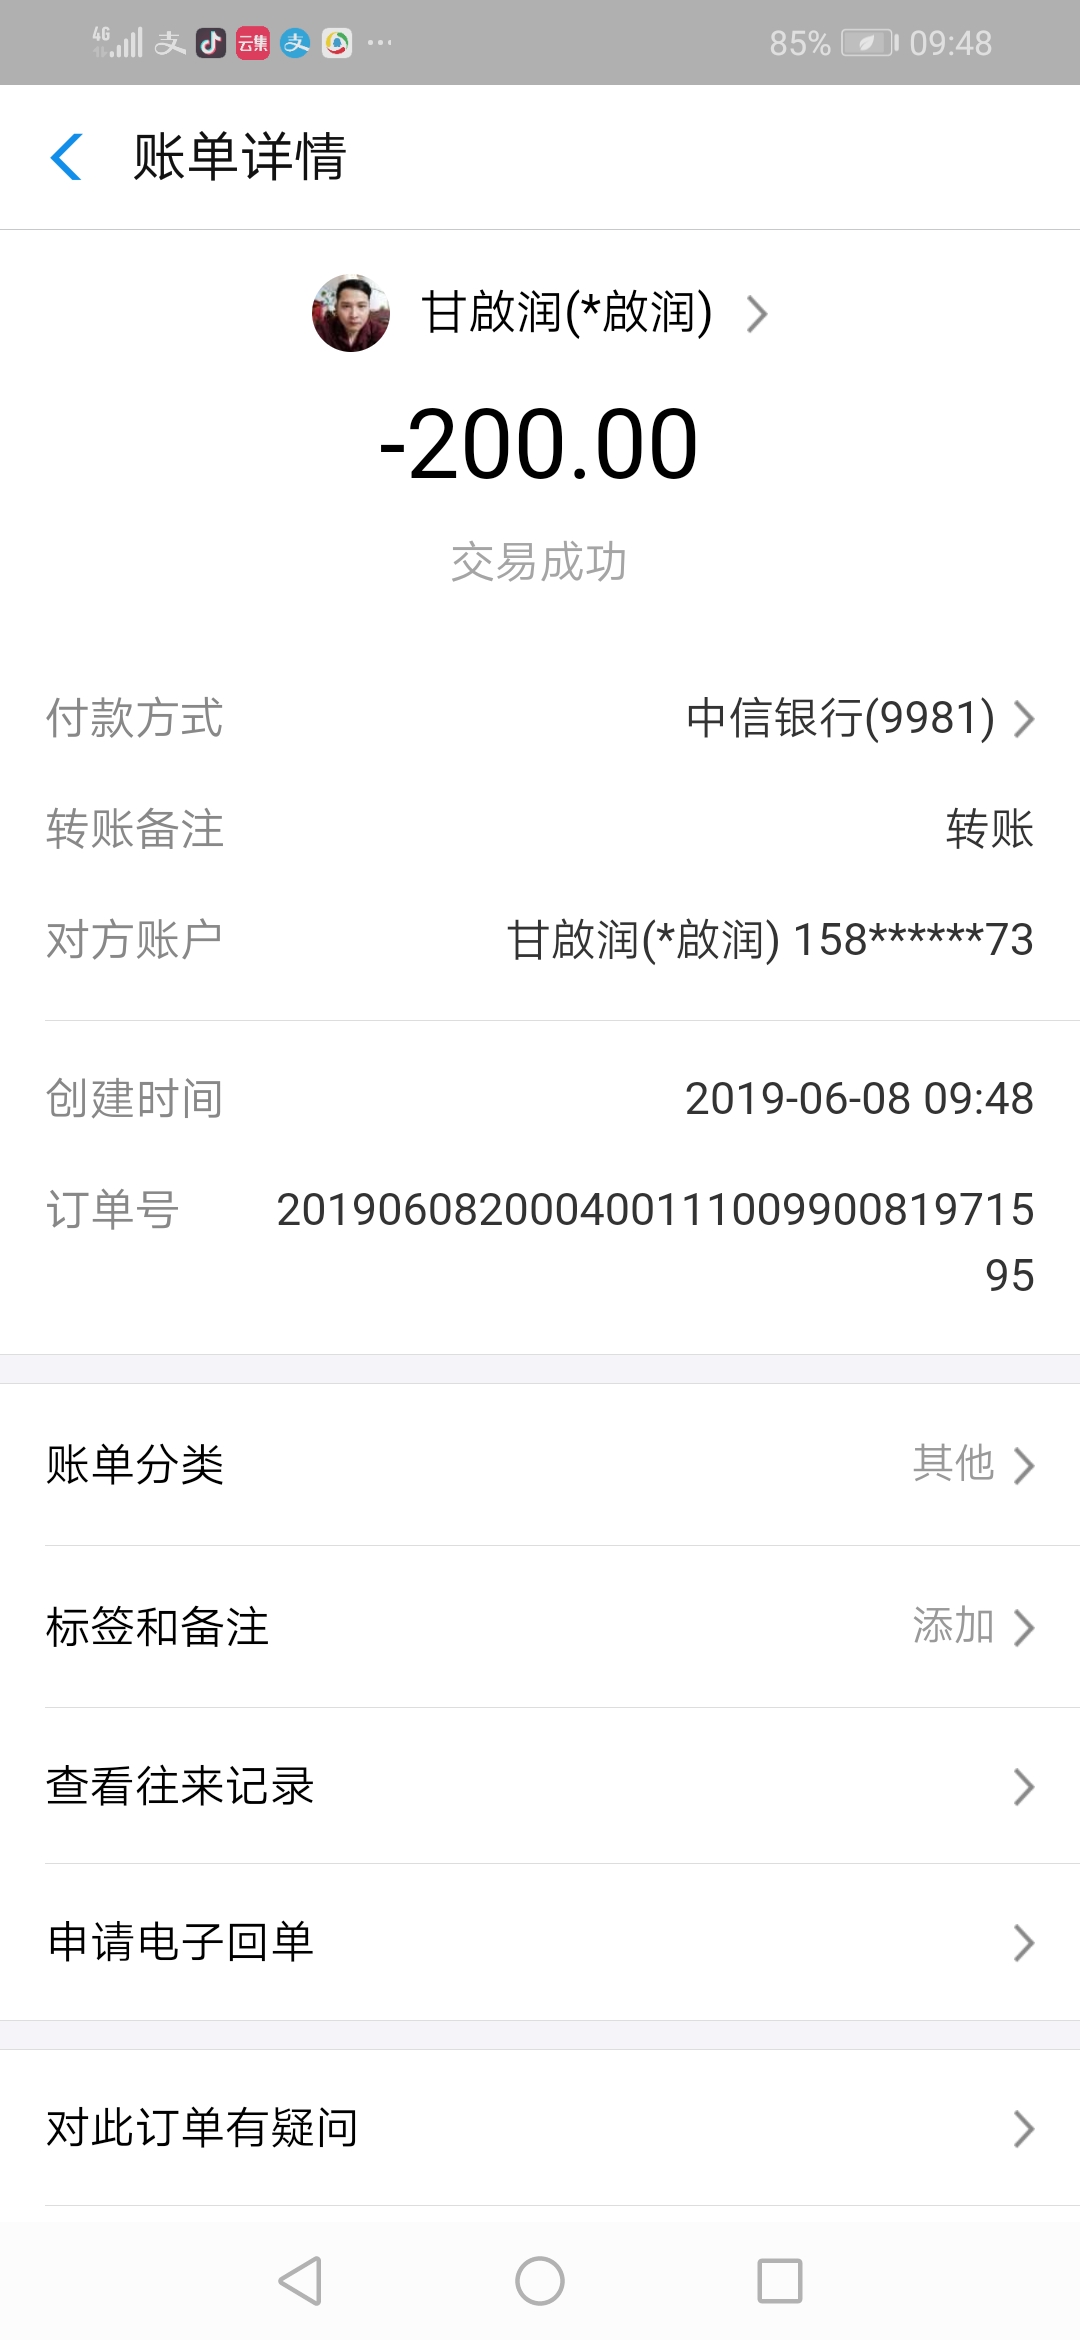 4G 支 云集 支 85% 09:48
账单详情
甘啟润(*啟润)
-200.00
交易成功
付款方式 中信银行(9981)
转账备注 转账
对方账户 甘啟润(*啟润) 158******73
创建时间 2019-06-08 09:48
订单号 201906082000400111009900819715
95
账单分类 其他
标签和备注 添加
查看往来记录
申请电子回单
对此订单有疑问